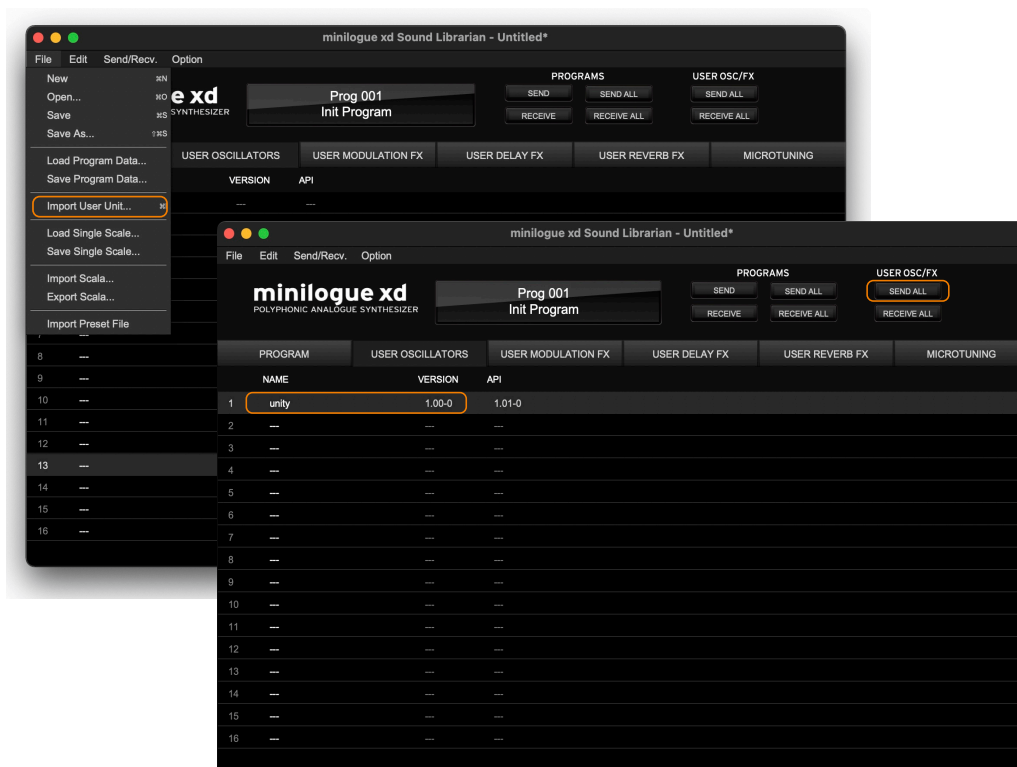 minilogue xd Sound Librarian - Untitled*
File Edit Send/Recv. Option
New ⌘N
Open... ⌘O
Save ⌘S
Save As... ⇧⌘S
Load Program Data...
Save Program Data...
Import User Unit... ⌘
Load Single Scale...
Save Single Scale...
Import Scala...
Export Scala...
Import Preset File
e xd
SYNTHESIZER
Prog 001
Init Program
PROGRAMS USER OSC/FX
SEND SEND ALL SEND ALL
RECEIVE RECEIVE ALL RECEIVE ALL
USER OSCILLATORS USER MODULATION FX USER DELAY FX USER REVERB FX MICROTUNING
VERSION API
--- ---
8 ---
9 ---
10 ---
11 ---
12 ---
13 ---
14 ---
15 ---
16 ---
minilogue xd Sound Librarian - Untitled*
File Edit Send/Recv. Option
minilogue xd
POLYPHONIC ANALOGUE SYNTHESIZER
Prog 001
Init Program
PROGRAMS USER OSC/FX
SEND SEND ALL SEND ALL
RECEIVE RECEIVE ALL RECEIVE ALL
PROGRAM USER OSCILLATORS USER MODULATION FX USER DELAY FX USER REVERB FX MICROTUNING
NAME VERSION API
1 unity 1.00-0 1.01-0
2 --- --- ---
3 --- --- ---
4 --- --- ---
5 --- --- ---
6 --- --- ---
7 --- --- ---
8 --- --- ---
9 --- --- ---
10 --- --- ---
11 --- --- ---
12 --- --- ---
13 --- --- ---
14 --- --- ---
15 --- --- ---
16 --- --- ---